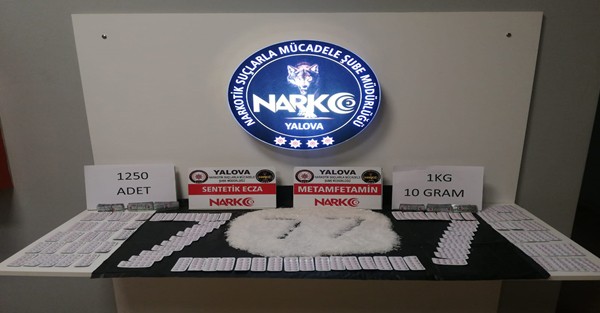 NARKOTİK SUÇLARLA MÜCADELE ŞUBE MÜDÜRLÜĞÜ
NARKO
YALOVA
1250
ADET
YALOVA
SENTETİK ECZA
NARKO
YALOVA
METAMFETAMİN
NARKO
1KG
10 GRAM